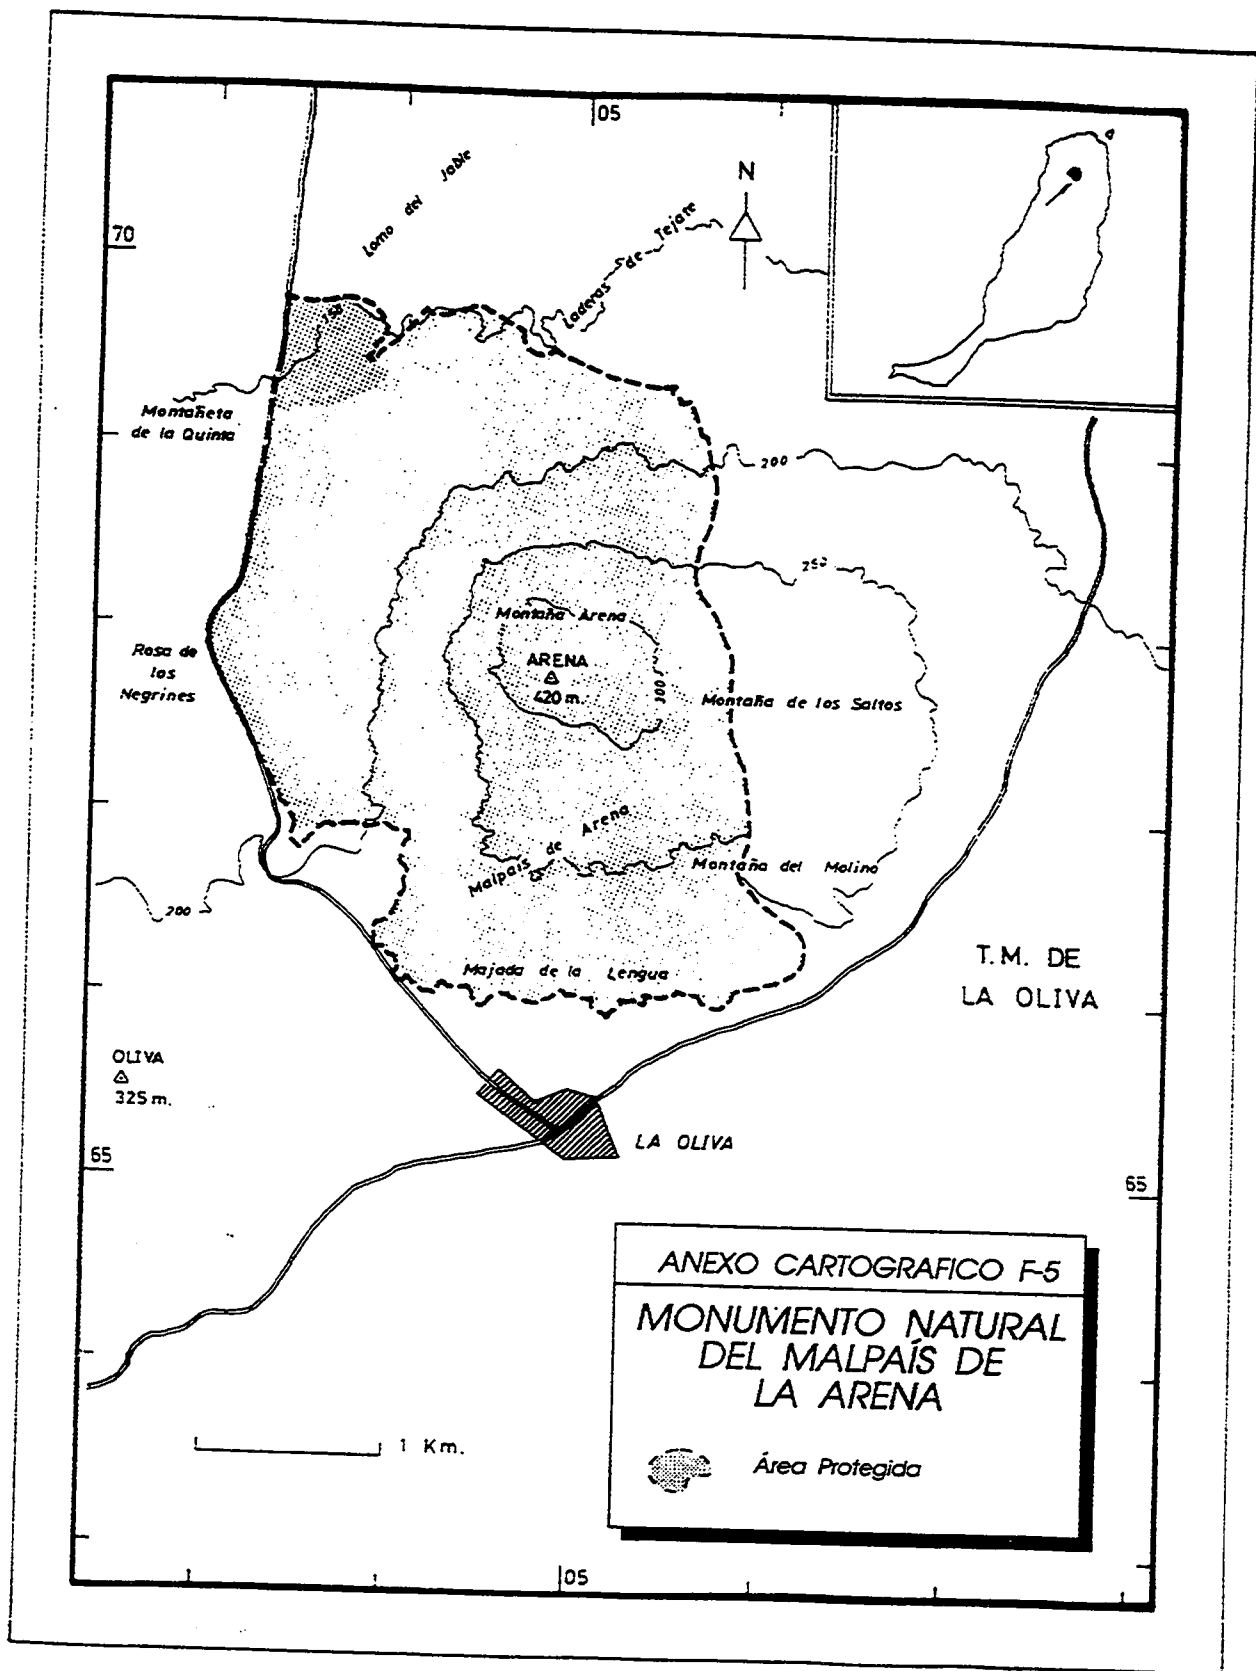 05
N
Lomo del Jable
70
Laderas de Tejate
150
Montañeta
de la Quinta
200
250
Montaña Arena
Rosa de
los
Negrines
ARENA
420 m.
300
Montaña de los Saltos
Malpaís de Arena
Montaña del Molino
200
Majada de la Lengua
T.M. DE
LA OLIVA
OLIVA
325 m.
LA OLIVA
65
65
ANEXO CARTOGRAFICO F-5
MONUMENTO NATURAL
DEL MALPAÍS DE
LA ARENA
1 Km.
Área Protegida
05